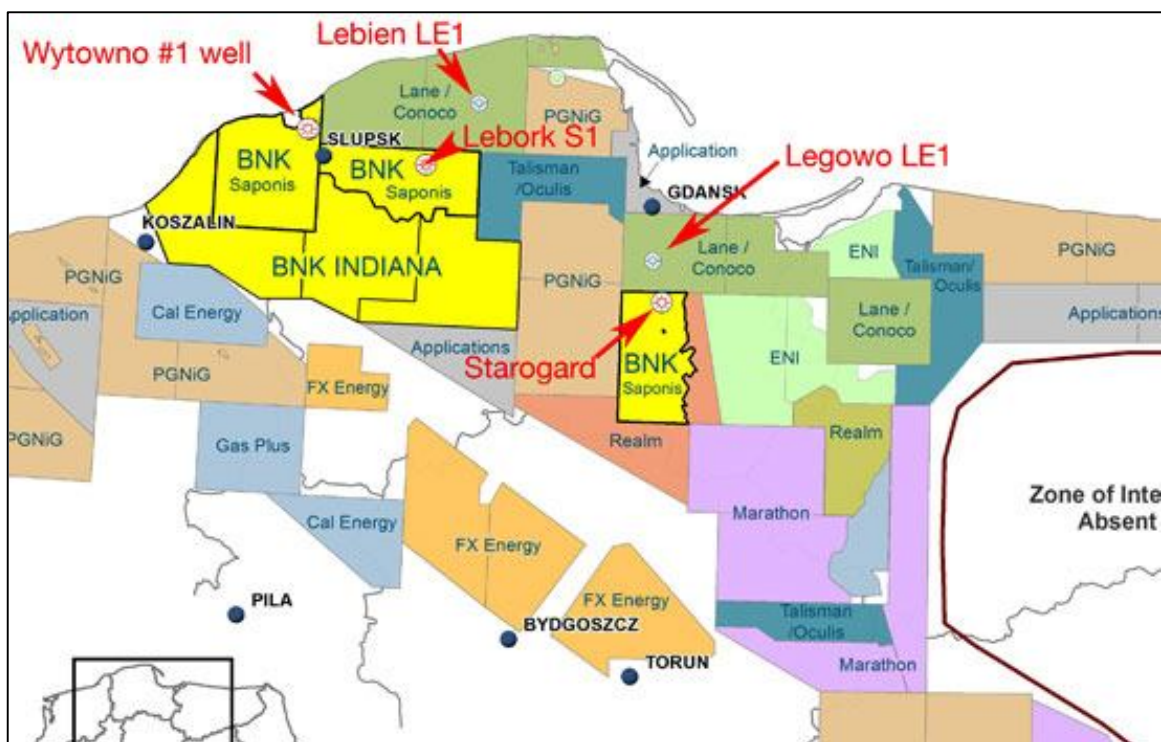 Wytowno #1 well
Lebien LE1
Lane /
Conoco
PGNiG
SLUPSK
Lebork S1
Application
Legowo LE1
BNK
Saponis
BNK
Saponis
Talisman
/Oculis
GDANSK
KOSZALIN
BNK INDIANA
PGNiG
Lane /
Conoco
ENI
Talisman/
Oculis
PGNiG
PGNiG
Cal Energy
Application
Applications
Lane /
Conoco
Applications
PGNiG
FX Energy
Starogard
BNK
Saponis
ENI
PGNiG
Gas Plus
Realm
Realm
Cal Energy
FX Energy
Marathon
Zone of Inte
Absent
PILA
BYDGOSZCZ
FX Energy
Talisman
/Oculis
TORUN
Marathon